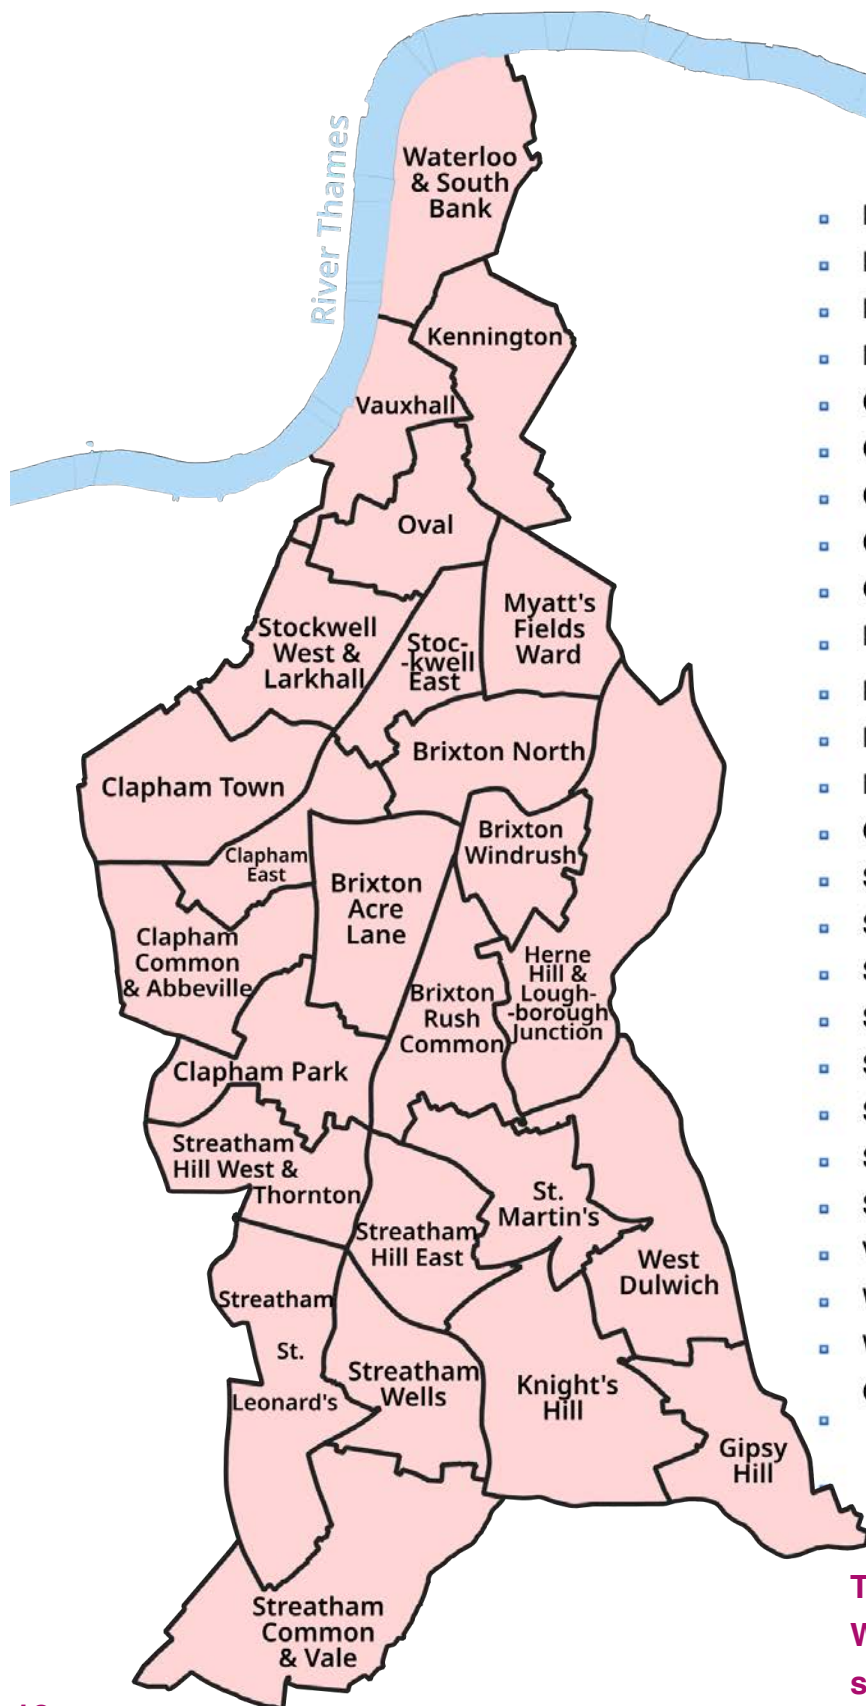 River Thames
Waterloo
& South
Bank
Kennington
Vauxhall
Oval
Stockwell
West &
Larkhall
Stoc-
-kwell
East
Myatt's
Fields
Ward
Clapham Town
Brixton North
Clapham
East
Brixton
Windrush
Brixton
Acre
Lane
Clapham
Common
& Abbeville
Brixton
Rush
Common
Herne
Hill &
Lough-
-borough
Junction
Clapham Park
Streatham
Hill West &
Thornton
St.
Martin's
Streatham
Hill East
West
Dulwich
Streatham
St.
Leonard's
Streatham
Wells
Knight's
Hill
Gipsy
Hill
Streatham
Common
& Vale